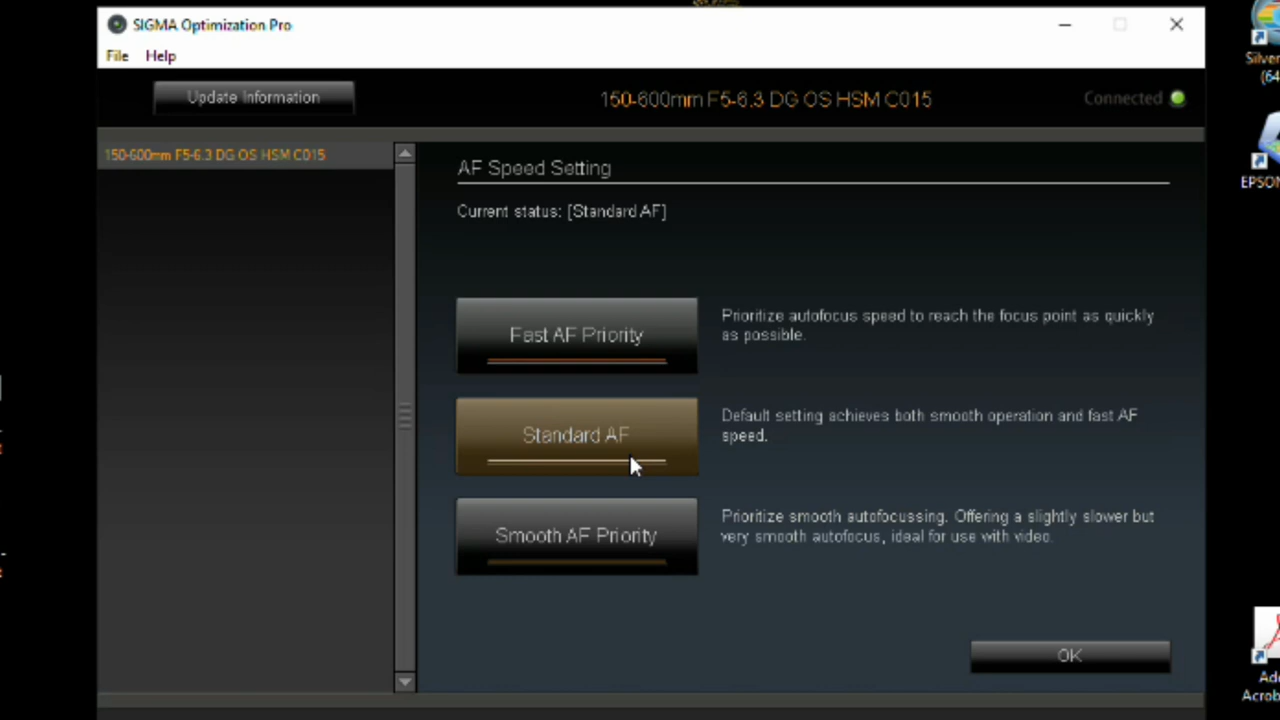 SIGMA Optimization Pro
File Help
Update Information
150-600mm F5-6.3 DG OS HSM C015
Connected
150-600mm F5-6.3 DG OS HSM C015
AF Speed Setting
Current status: [Standard AF]
Fast AF Priority
Prioritize autofocus speed to reach the focus point as quickly
as possible.
Standard AF
Default setting achieves both smooth operation and fast AF
speed.
Smooth AF Priority
Prioritize smooth autofocussing. Offering a slightly slower but
very smooth autofocus, ideal for use with video.
OK
Silver
(64
EPSON
Ado
Acrob